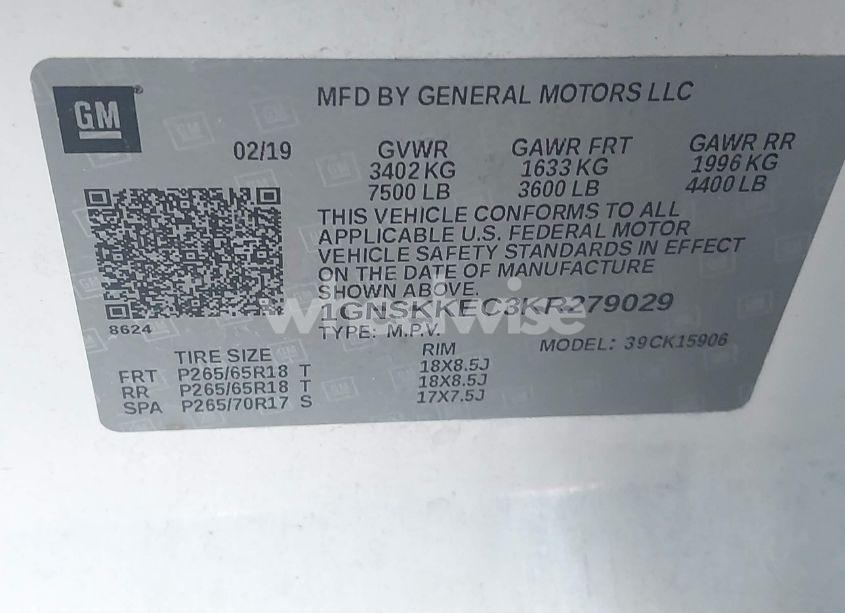 GM
MFD BY GENERAL MOTORS LLC
02/19
GVWR GAWR FRT GAWR RR
3402 KG 1633 KG 1996 KG
7500 LB 3600 LB 4400 LB
THIS VEHICLE CONFORMS TO ALL
APPLICABLE U.S. FEDERAL MOTOR
VEHICLE SAFETY STANDARDS IN EFFECT
ON THE DATE OF MANUFACTURE
SHOWN ABOVE.
1GNSKKEC3KR279029
8624
TYPE: M.P.V. MODEL: 39CK15906
TIRE SIZE RIM
FRT P265/65R18 T 18X8.5J
RR P265/65R18 T 18X8.5J
SPA P265/70R17 S 17X7.5J